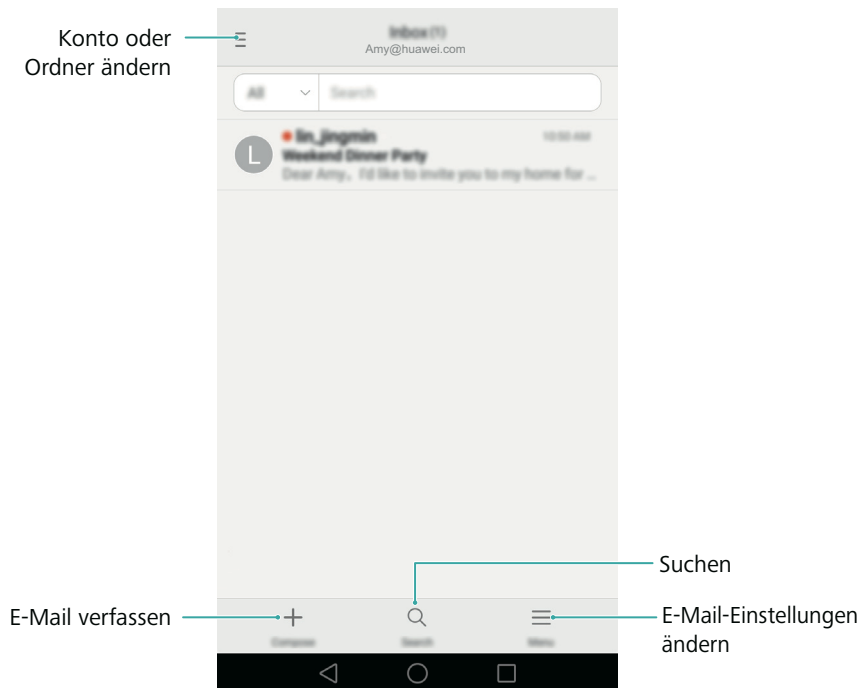 Konto oder
Ordner ändern
Inbox (1)
Amy@huawei.com
All
Search
L
lin_jingmin
10:50 AM
Weekend Dinner Party
Dear Amy, I'd like to invite you to my home for ...
Suchen
E-Mail verfassen
E-Mail-Einstellungen
ändern
Compose
Search
Menu